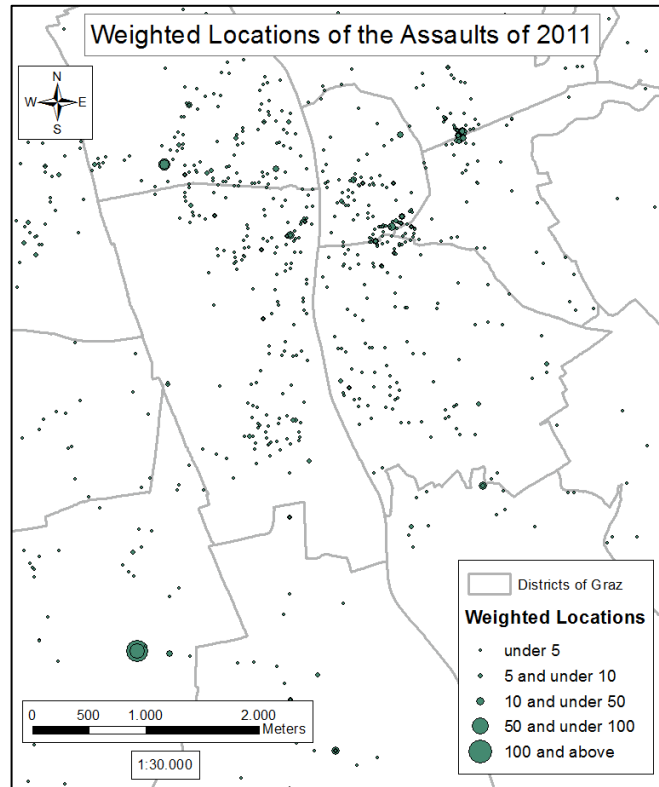 Weighted Locations of the Assaults of 2011
N
W E
S
Districts of Graz
Weighted Locations
under 5
5 and under 10
10 and under 50
50 and under 100
100 and above
0 500 1.000 2.000
Meters
1:30.000